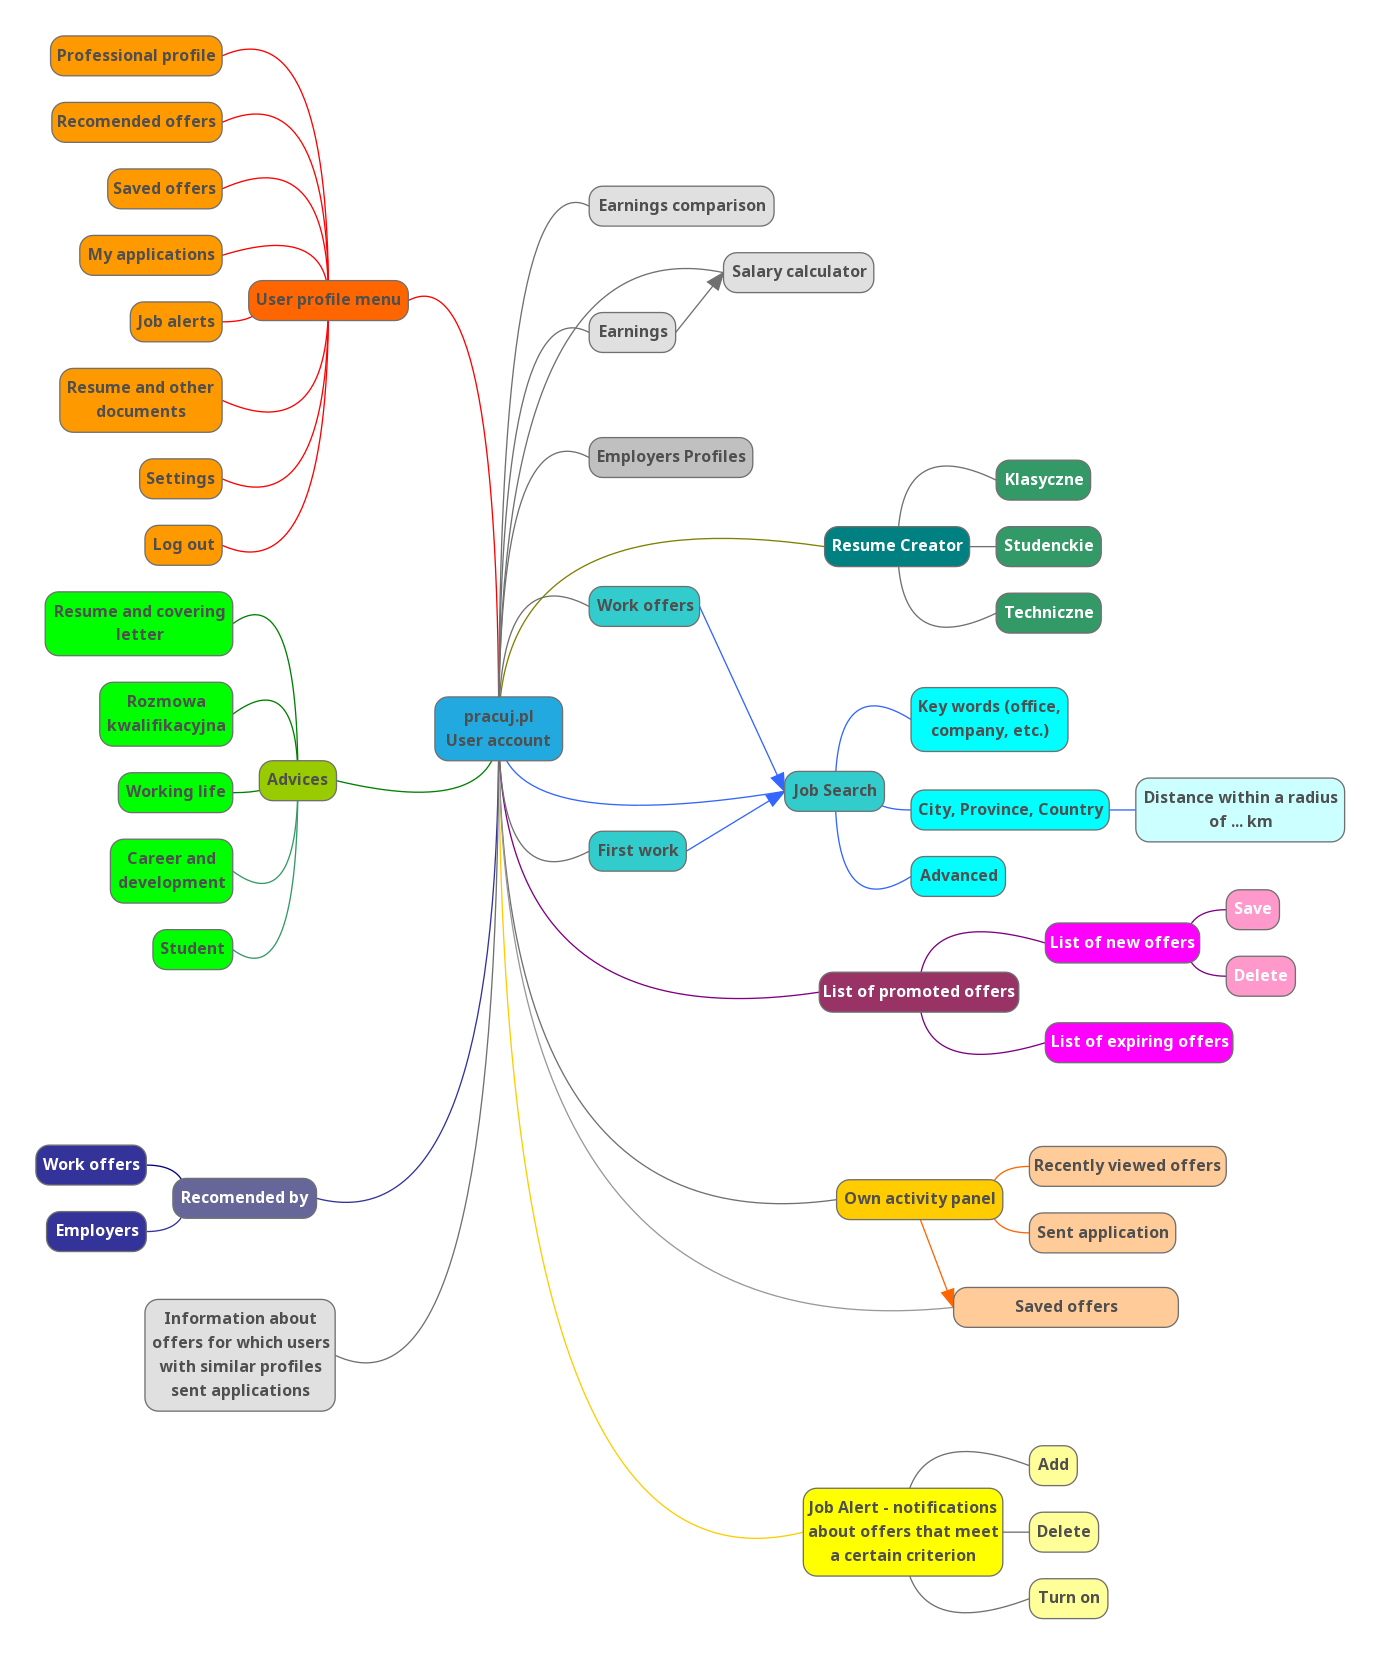 Professional profile
Recomended offers
Saved offers
My applications
User profile menu
Job alerts
Resume and other
documents
Settings
Log out
Resume and covering
letter
Rozmowa
kwalifikacyjna
Advices
Working life
Career and
development
Student
Work offers
Recomended by
Employers
Information about
offers for which users
with similar profiles
sent applications
pracuj.pl
User account
Earnings comparison
Salary calculator
Earnings
Employers Profiles
Resume Creator
Klasyczne
Studenckie
Techniczne
Work offers
Job Search
First work
Key words (office,
company, etc.)
City, Province, Country
Distance within a radius
of ... km
Advanced
List of promoted offers
List of new offers
Save
Delete
List of expiring offers
Own activity panel
Recently viewed offers
Sent application
Saved offers
Job Alert - notifications
about offers that meet
a certain criterion
Add
Delete
Turn on